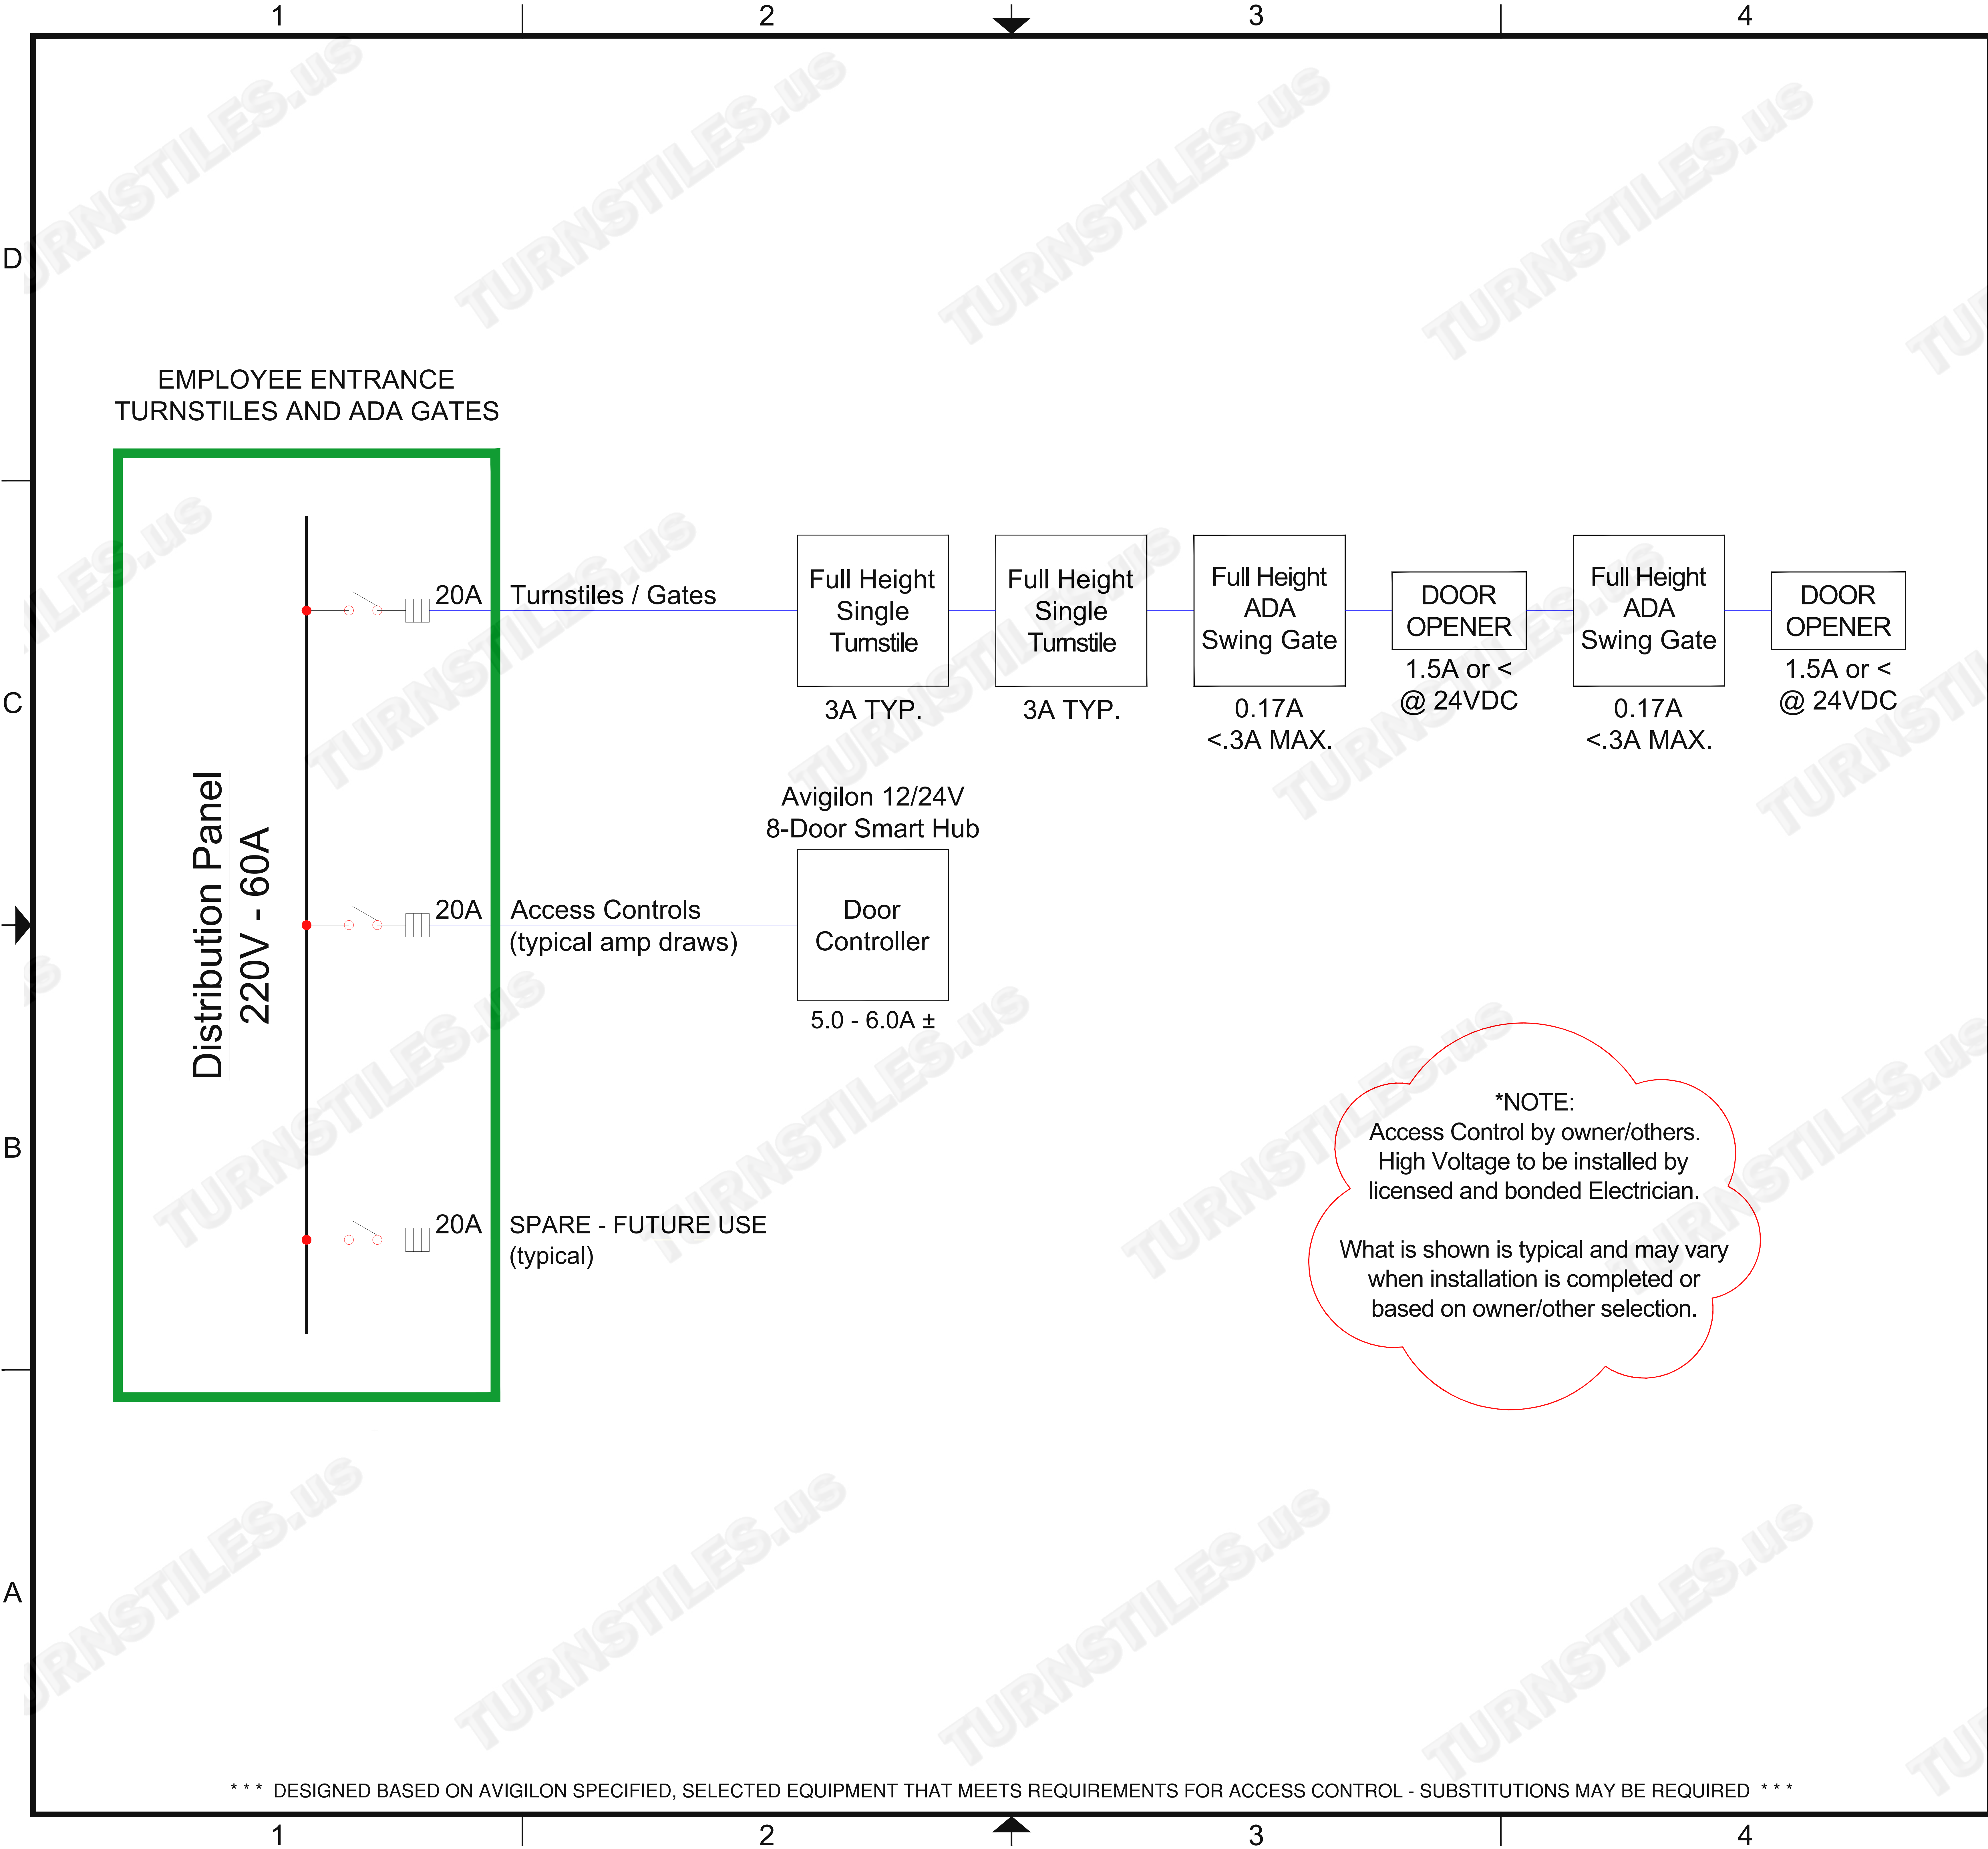 1 2 3 4
D
C
B
A
EMPLOYEE ENTRANCE
TURNSTILES AND ADA GATES
Distribution Panel
220V - 60A
20A Turnstiles / Gates
Full Height
Single
Turnstile
3A TYP.
Full Height
Single
Turnstile
3A TYP.
Full Height
ADA
Swing Gate
0.17A
<.3A MAX.
DOOR
OPENER
1.5A or <
@ 24VDC
Full Height
ADA
Swing Gate
0.17A
<.3A MAX.
DOOR
OPENER
1.5A or <
@ 24VDC
20A Access Controls
(typical amp draws)
Avigilon 12/24V
8-Door Smart Hub
Door
Controller
5.0 - 6.0A ±
20A SPARE - FUTURE USE
(typical)
*NOTE:
Access Control by owner/others.
High Voltage to be installed by
licensed and bonded Electrician.
What is shown is typical and may vary
when installation is completed or
based on owner/other selection.
* * * DESIGNED BASED ON AVIGILON SPECIFIED, SELECTED EQUIPMENT THAT MEETS REQUIREMENTS FOR ACCESS CONTROL - SUBSTITUTIONS MAY BE REQUIRED * * *
1 2 3 4
TURNSTILES.us